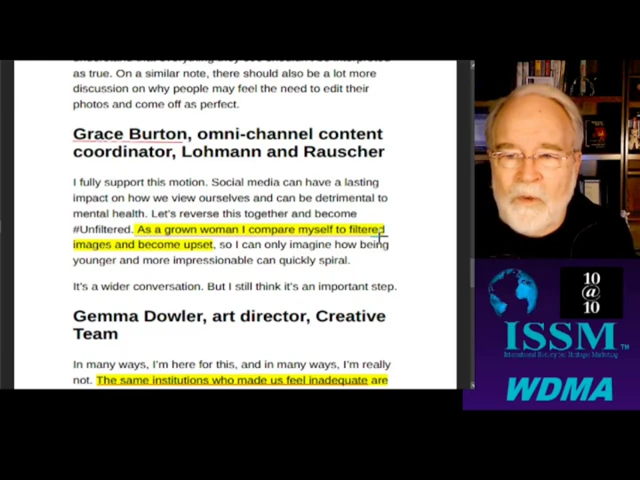 understand that everything they see shouldn't be interpreted
as true. On a similar note, there should also be a lot more
discussion on why people may feel the need to edit their
photos and come off as perfect.
Grace Burton, omni-channel content
coordinator, Lohmann and Rauscher
I fully support this motion. Social media can have a lasting
impact on how we view ourselves and can be detrimental to
mental health. Let's reverse this together and become
#Unfiltered. As a grown woman I compare myself to filtered
images and become upset, so I can only imagine how being
younger and more impressionable can quickly spiral.
It's a wider conversation. But I still think it's an important step.
Gemma Dowler, art director, Creative
Team
In many ways, I'm here for this, and in many ways, I'm really
not. The same institutions who made us feel inadequate are
10
@
10
ISSM TM
International Society for Strategic Marketing
WDMA